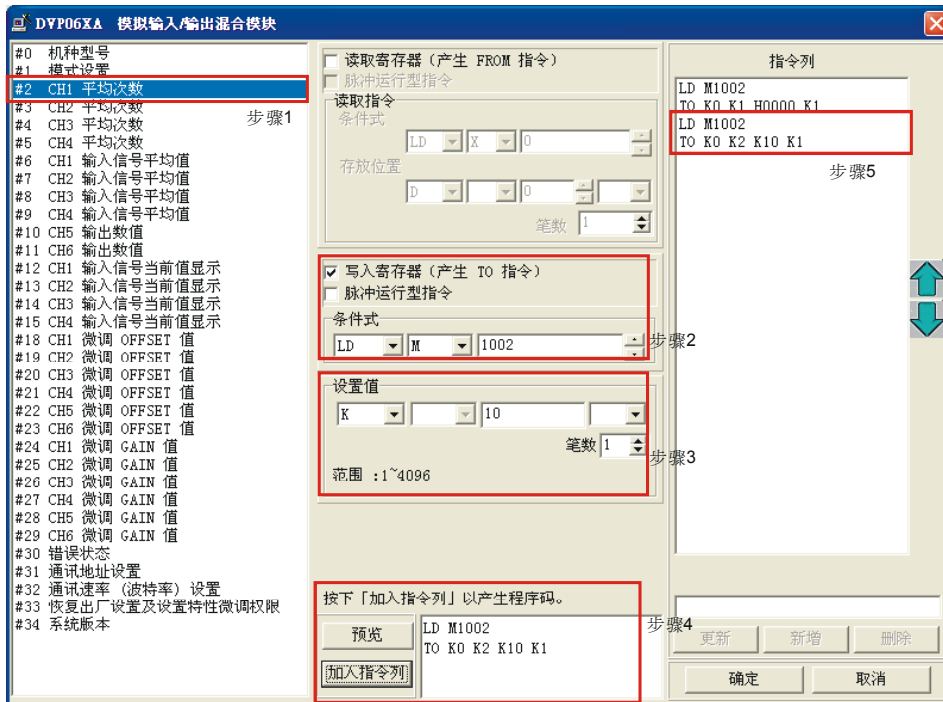 DVP06XA 模拟输入/输出混合模块
#0 机种型号
#1 模式设置
#2 CH1 平均次数
#3 CH2 平均次数
#4 CH3 平均次数
#5 CH4 平均次数
#6 CH1 输入信号平均值
#7 CH2 输入信号平均值
#8 CH3 输入信号平均值
#9 CH4 输入信号平均值
#10 CH5 输出数值
#11 CH6 输出数值
#12 CH1 输入信号当前值显示
#13 CH2 输入信号当前值显示
#14 CH3 输入信号当前值显示
#15 CH4 输入信号当前值显示
#18 CH1 微调 OFFSET 值
#19 CH2 微调 OFFSET 值
#20 CH3 微调 OFFSET 值
#21 CH4 微调 OFFSET 值
#22 CH5 微调 OFFSET 值
#23 CH6 微调 OFFSET 值
#24 CH1 微调 GAIN 值
#25 CH2 微调 GAIN 值
#26 CH3 微调 GAIN 值
#27 CH4 微调 GAIN 值
#28 CH5 微调 GAIN 值
#29 CH6 微调 GAIN 值
#30 错误状态
#31 通讯地址设置
#32 通讯速率 (波特率) 设置
#33 恢复出厂设置及设置特性微调权限
#34 系统版本
步骤1
读取寄存器(产生 FROM 指令)
脉冲运行型指令
读取指令
条件式
LD X 0
存放位置
D 0
笔数 1
写入寄存器(产生 TO 指令)
脉冲运行型指令
条件式
LD M 1002
步骤2
设置值
K 10
笔数 1
步骤3
范围 :1~4096
按下「加入指令列」以产生程序码。
预览
加入指令列
LD M1002
TO K0 K2 K10 K1
步骤4
指令列
LD M1002
TO K0 K1 H0000 K1
LD M1002
TO K0 K2 K10 K1
步骤5
更新 新增 删除
确定 取消